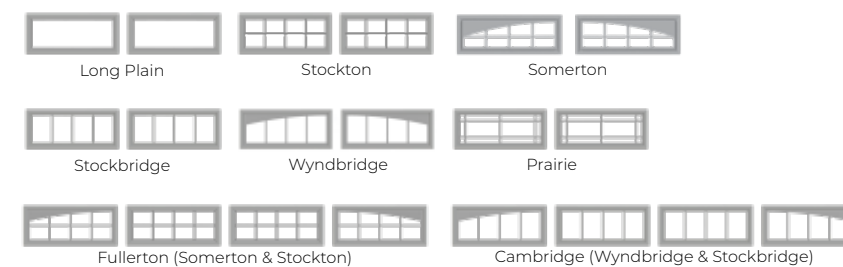 Long Plain
Stockton
Somerton
Stockbridge
Wyndbridge
Prairie
Fullerton (Somerton & Stockton)
Cambridge (Wyndbridge & Stockbridge)